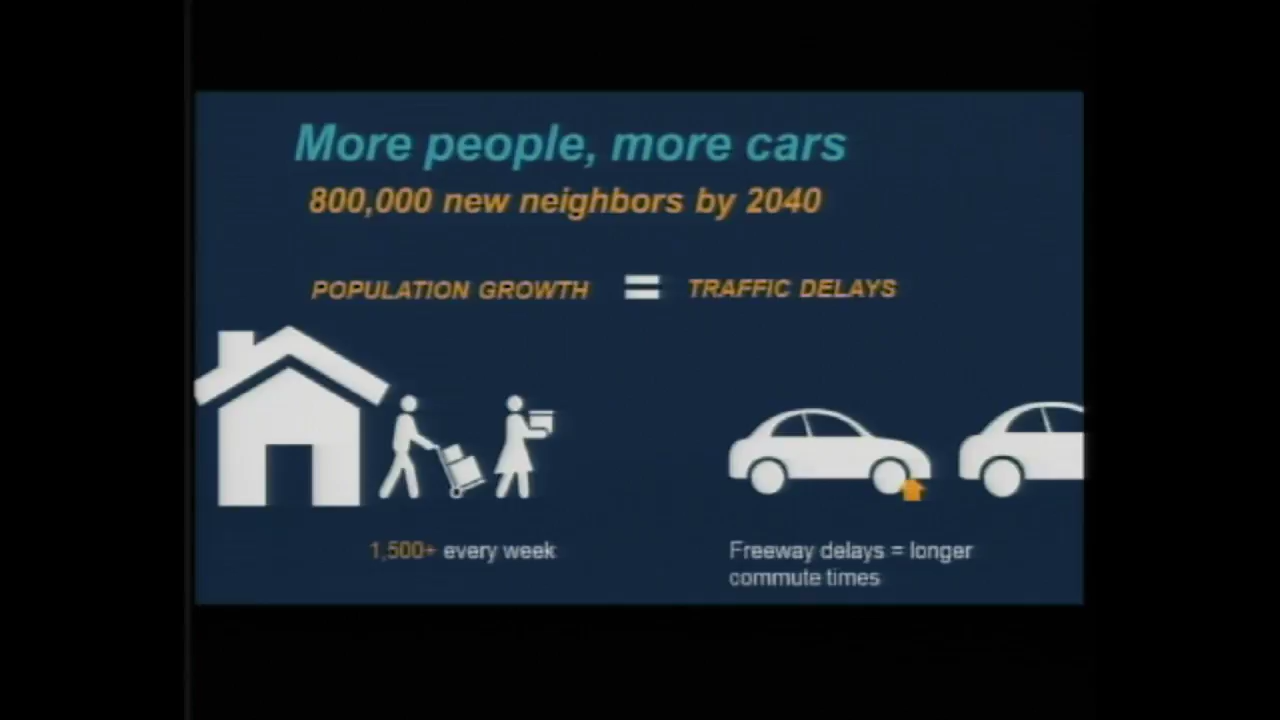 More people, more cars
800,000 new neighbors by 2040
POPULATION GROWTH = TRAFFIC DELAYS
1,500+ every week
Freeway delays = longer
commute times